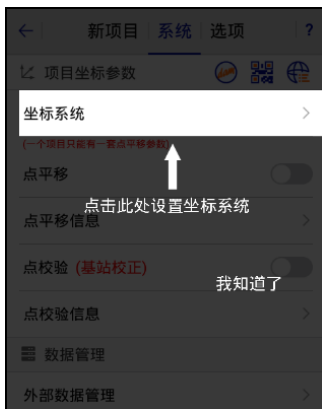 新项目 系统 选项 ?
项目坐标参数
坐标系统
(一个项目只能有一套点平移参数)
点平移
点击此处设置坐标系统
点平移信息
点校验 (基站校正)
我知道了
点校验信息
数据管理
外部数据管理